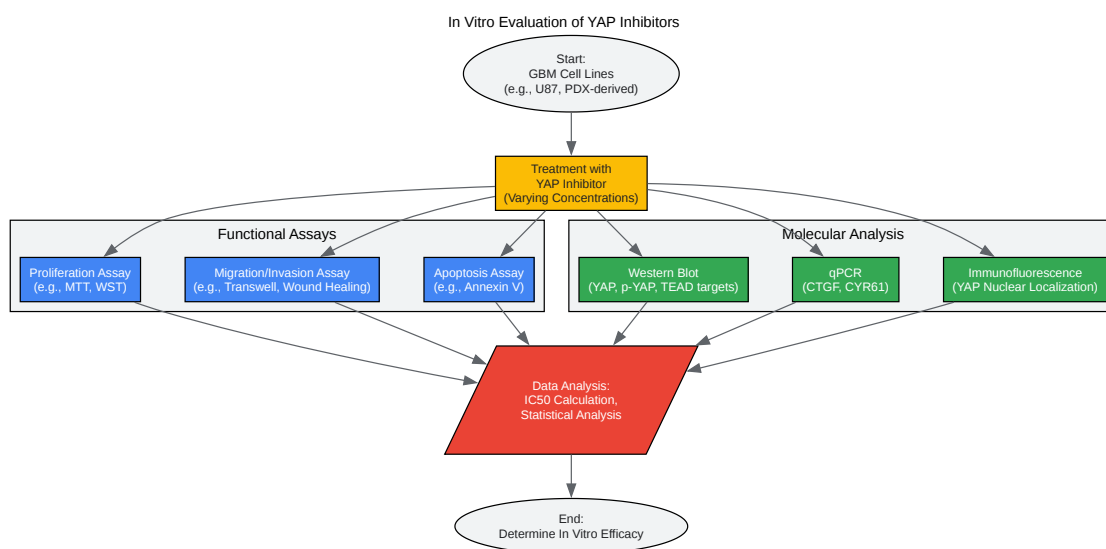 In Vitro Evaluation of YAP Inhibitors
Start:
GBM Cell Lines
(e.g., U87, PDX-derived)
Treatment with
YAP Inhibitor
(Varying Concentrations)
Functional Assays
Proliferation Assay
(e.g., MTT, WST)
Migration/Invasion Assay
(e.g., Transwell, Wound Healing)
Apoptosis Assay
(e.g., Annexin V)
Molecular Analysis
Western Blot
(YAP, p-YAP, TEAD targets)
qPCR
(CTGF, CYR61)
Immunofluorescence
(YAP Nuclear Localization)
Data Analysis:
IC50 Calculation,
Statistical Analysis
End:
Determine In Vitro Efficacy